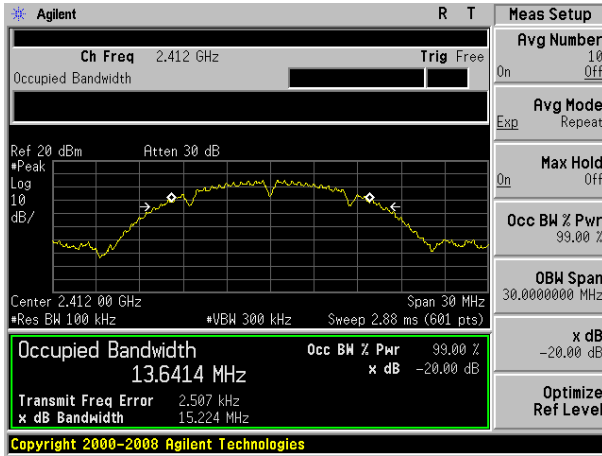 Agilent R T
Ch Freq 2.412 GHz Trig Free
Occupied Bandwidth
Ref 20 dBm Atten 30 dB
#Peak
Log
10
dB/
Center 2.412 00 GHz Span 30 MHz
#Res BW 100 kHz #VBW 300 kHz Sweep 2.88 ms (601 pts)
Occupied Bandwidth Occ BW % Pwr 99.00 %
13.6414 MHz x dB -20.00 dB
Transmit Freq Error 2.507 kHz
x dB Bandwidth 15.224 MHz
Copyright 2000-2008 Agilent Technologies
Meas Setup
Avg Number
10
On Off
Avg Mode
Exp Repeat
Max Hold
On Off
Occ BW % Pwr
99.00 %
OBW Span
30.0000000 MHz
x dB
-20.00 dB
Optimize
Ref Level